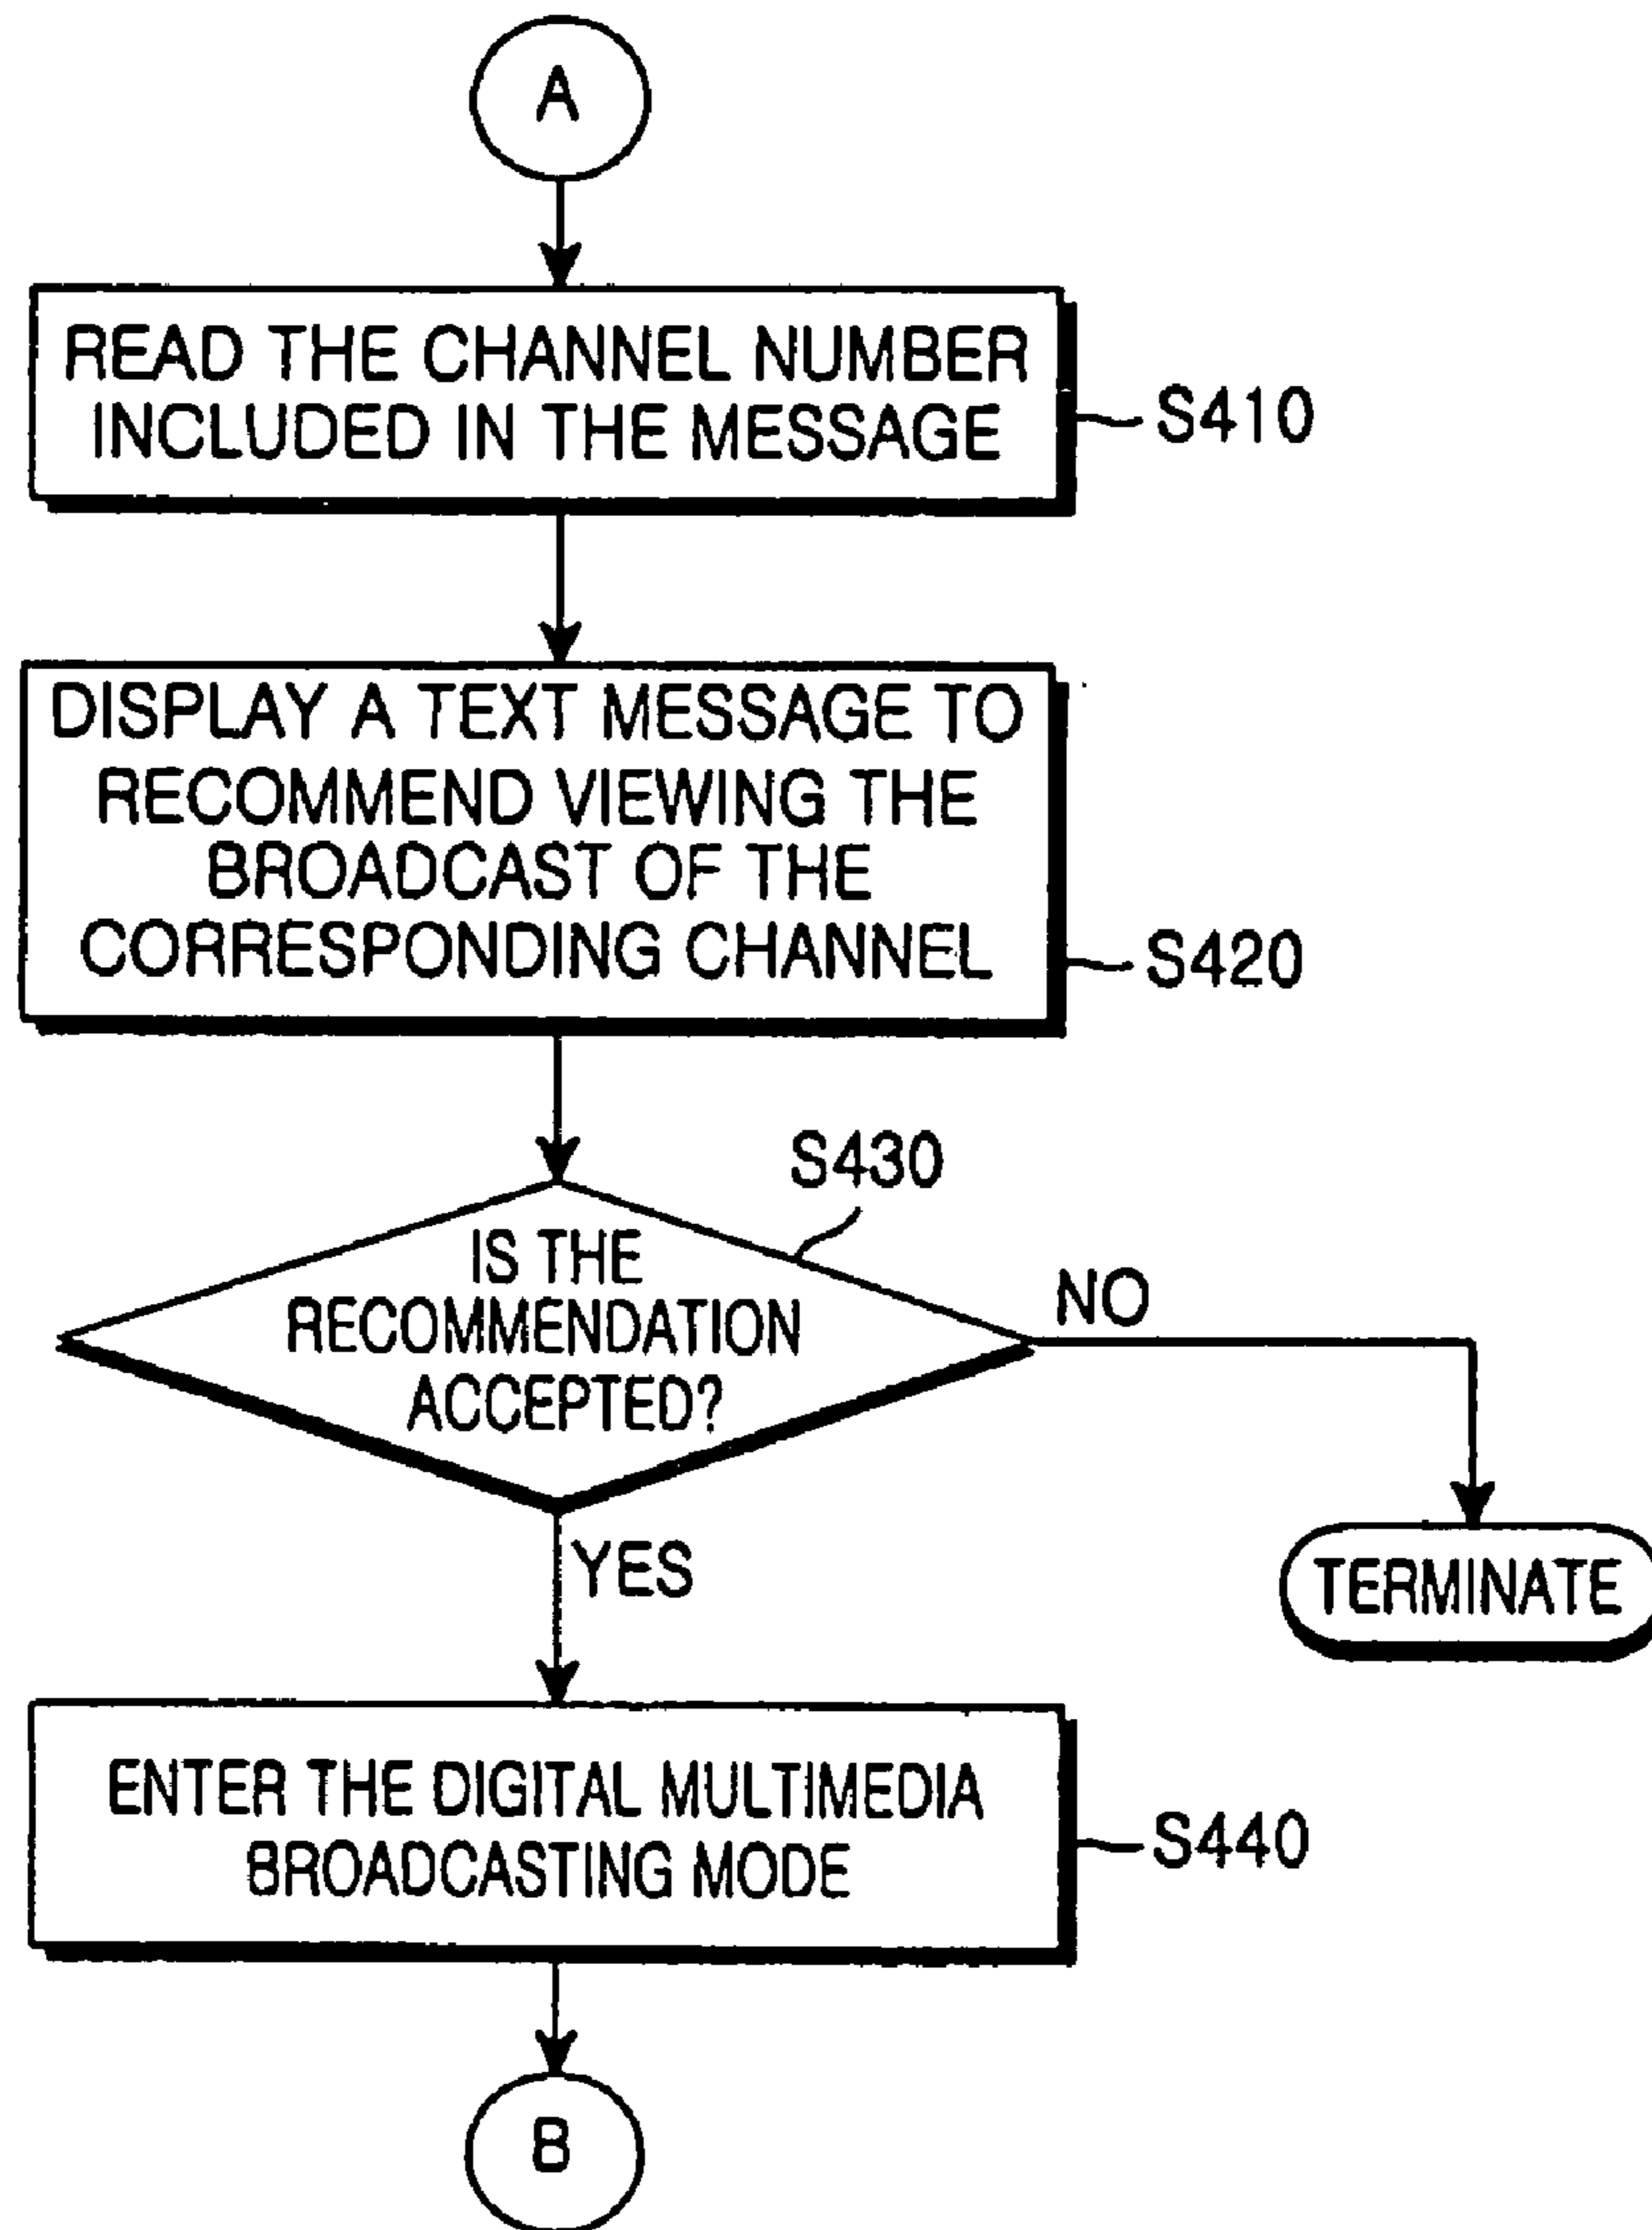 A
READ THE CHANNEL NUMBER
INCLUDED IN THE MESSAGE
S410
DISPLAY A TEXT MESSAGE TO
RECOMMEND VIEWING THE
BROADCAST OF THE
CORRESPONDING CHANNEL
S420
S430
IS THE
RECOMMENDATION
ACCEPTED?
NO
YES
TERMINATE
ENTER THE DIGITAL MULTIMEDIA
BROADCASTING MODE
S440
B